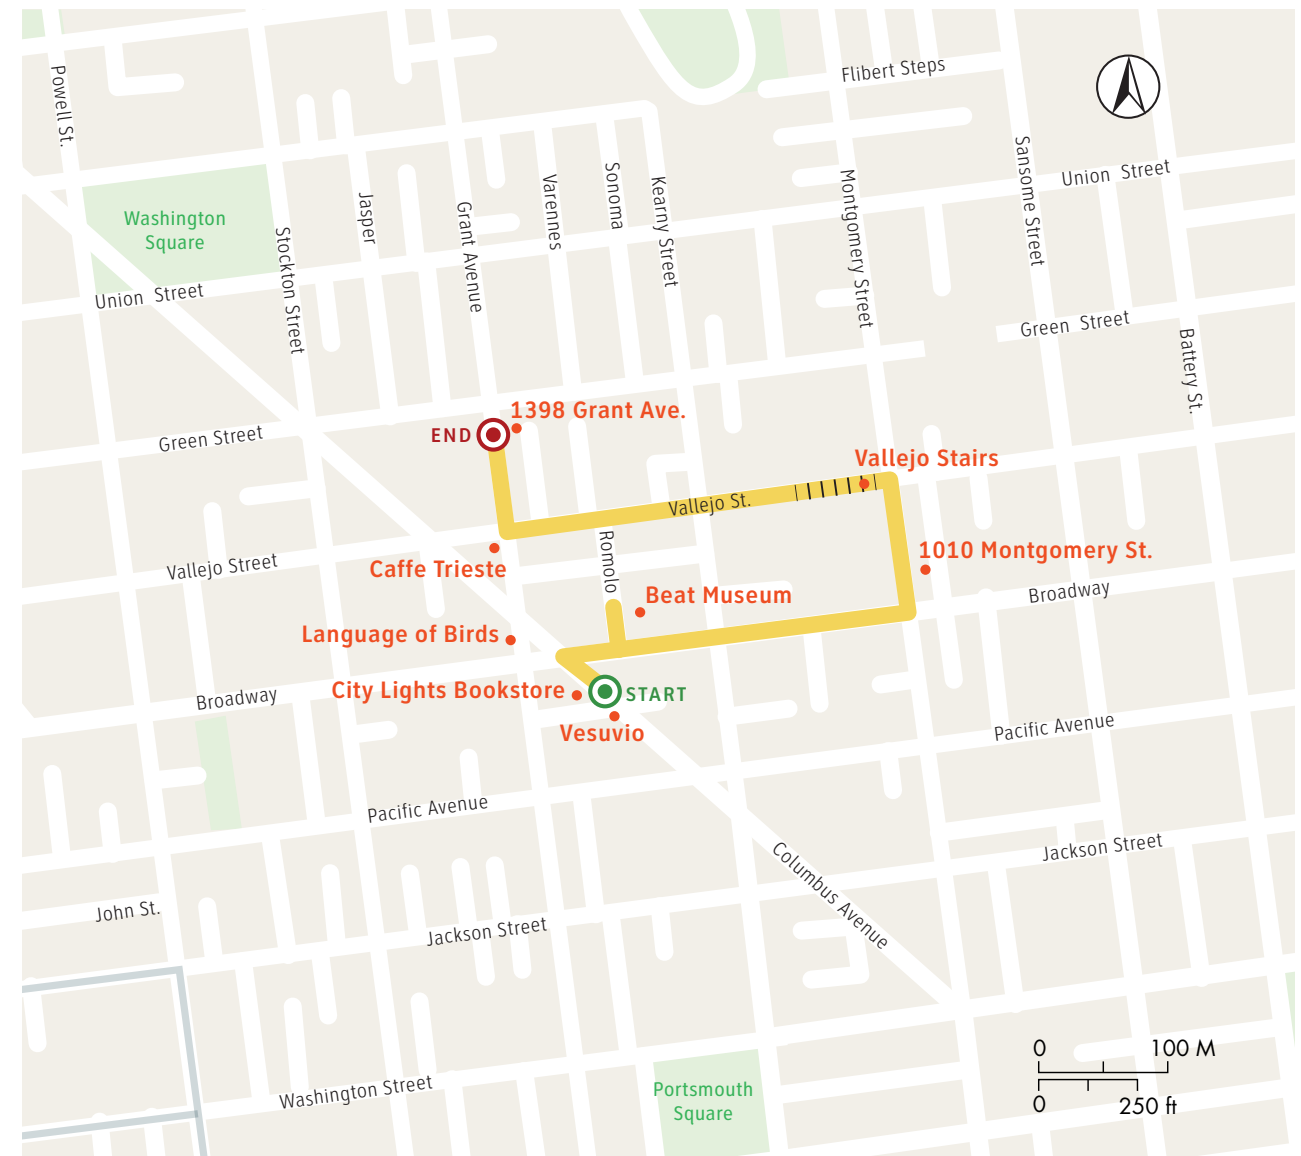 Powell St.
Flibert Steps
Washington
Square
Jasper
Stockton Street
Grant Avenue
Varennes
Sonoma
Kearny Street
Montgomery Street
Sansome Street
Union Street
Union Street
Green Street
Battery St.
1398 Grant Ave.
END
Green Street
Vallejo Stairs
Vallejo St.
Romolo
Caffe Trieste
Vallejo Street
1010 Montgomery St.
Broadway
Beat Museum
Language of Birds
City Lights Bookstore
START
Broadway
Vesuvio
Pacific Avenue
Pacific Avenue
Jackson Street
Columbus Avenue
John St.
Jackson Street
Washington Street
Portsmouth
Square
0 100 M
0 250 ft